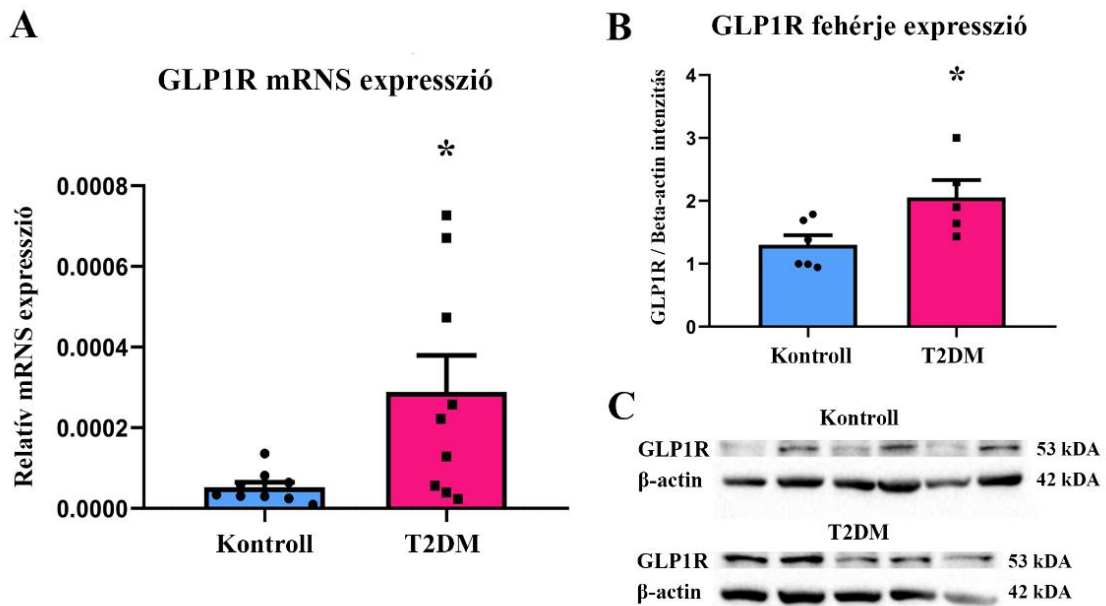 A
GLP1R mRNS expresszió
*
Relatív mRNS expresszió
0.0008
0.0006
0.0004
0.0002
0.0000
Kontroll
T2DM
B
GLP1R fehérje expresszió
*
GLP1R / Beta-actin intenzitás
4
3
2
1
0
Kontroll
T2DM
C
Kontroll
GLP1R
53 kDA
β-actin
42 kDA
T2DM
GLP1R
53 kDA
β-actin
42 kDA